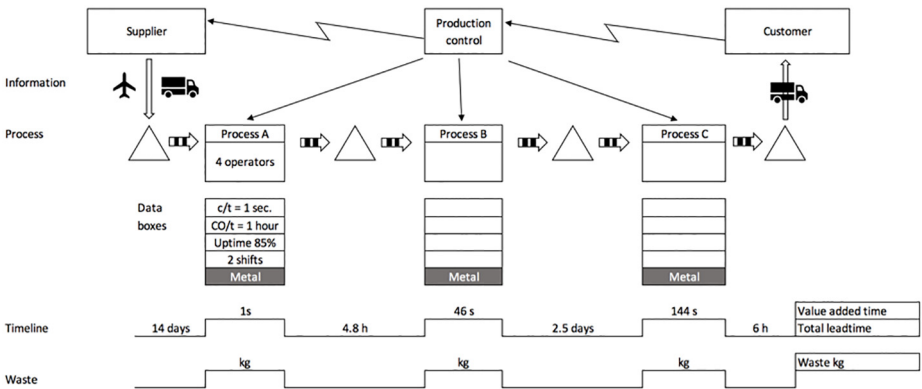 Supplier
Production
control
Customer
Information
Process
Process A
4 operators
Process B
Process C
Data
boxes
c/t = 1 sec.
CO/t = 1 hour
Uptime 85%
2 shifts
Metal
Metal
Metal
Timeline
14 days
1s
4.8 h
46 s
2.5 days
144 s
6 h
Value added time
Total leadtime
Waste
kg
kg
kg
Waste kg